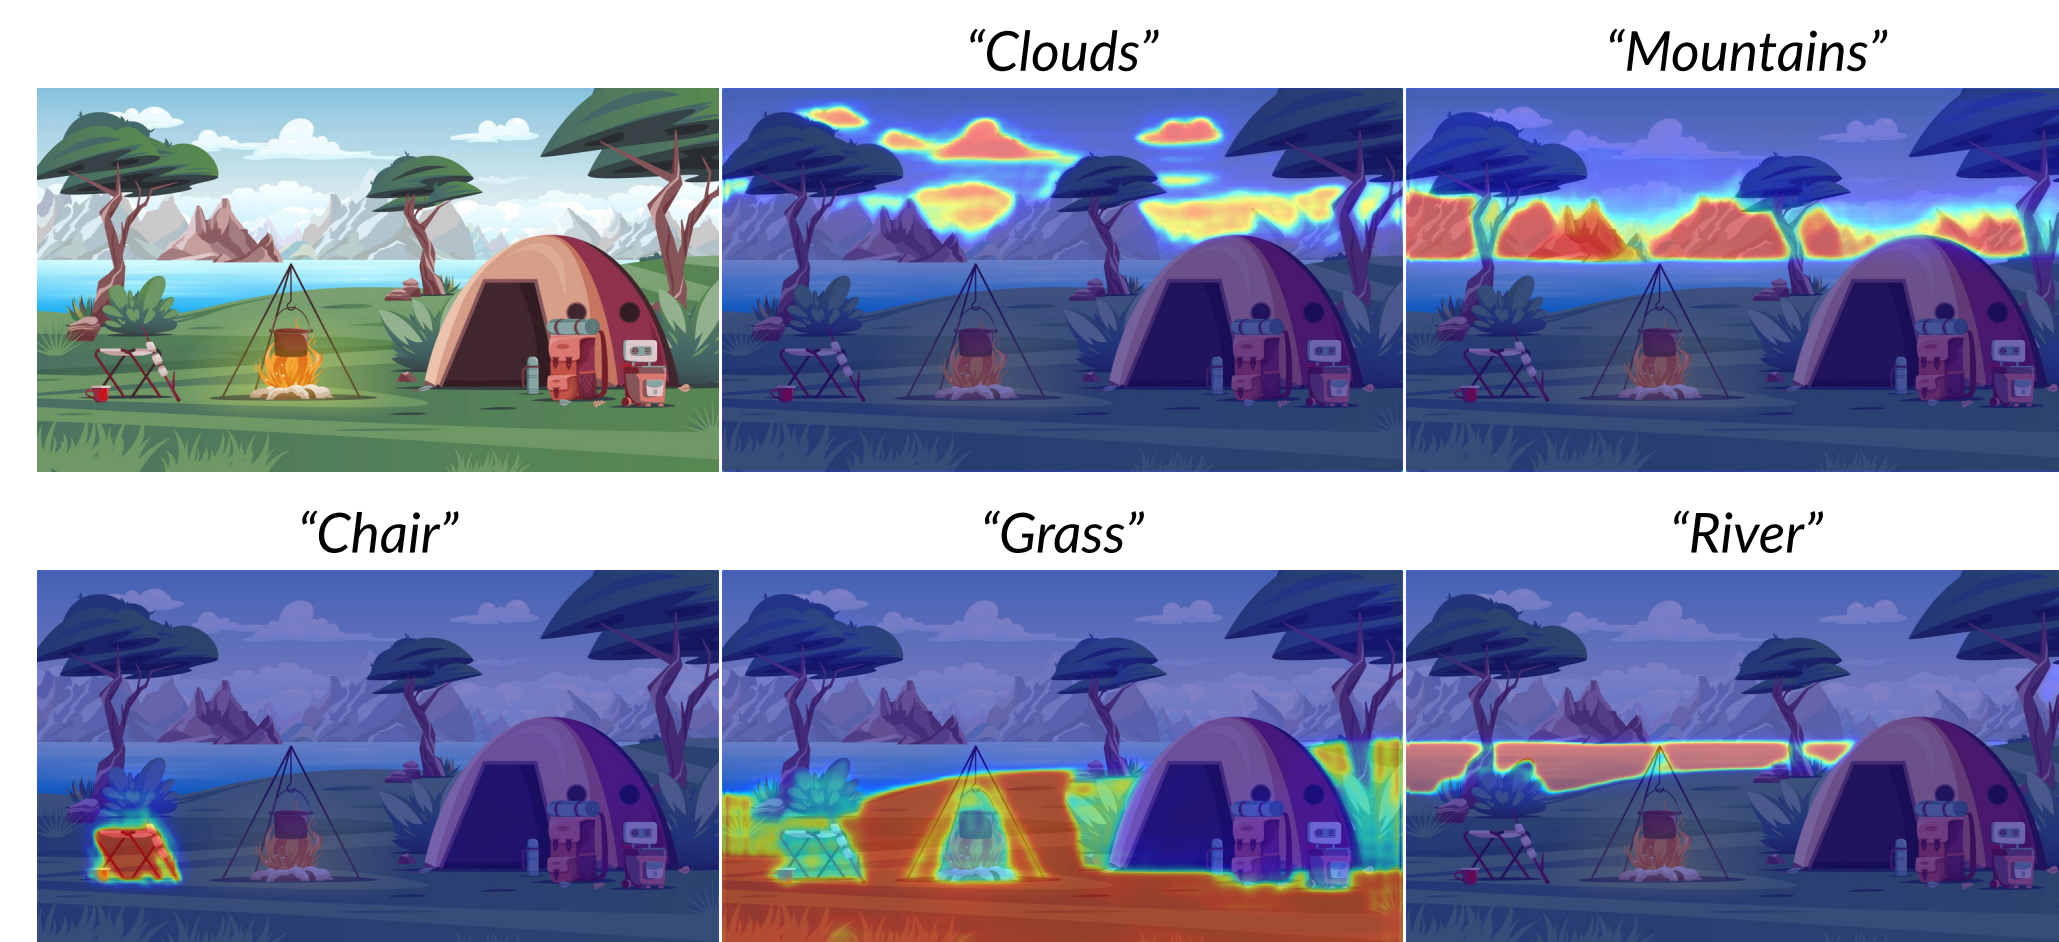 “Clouds”
“Mountains”
“Chair”
“Grass”
“River”